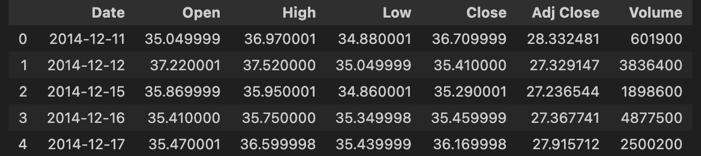 Date Open High Low Close Adj Close Volume
0 2014-12-11 35.049999 36.970001 34.880001 36.709999 28.332481 601900
1 2014-12-12 37.220001 37.520000 35.049999 35.410000 27.329147 3836400
2 2014-12-15 35.869999 35.950001 34.860001 35.290001 27.236544 1898600
3 2014-12-16 35.410000 35.750000 35.349998 35.459999 27.367741 4877500
4 2014-12-17 35.470001 36.599998 35.439999 36.169998 27.915712 2500200